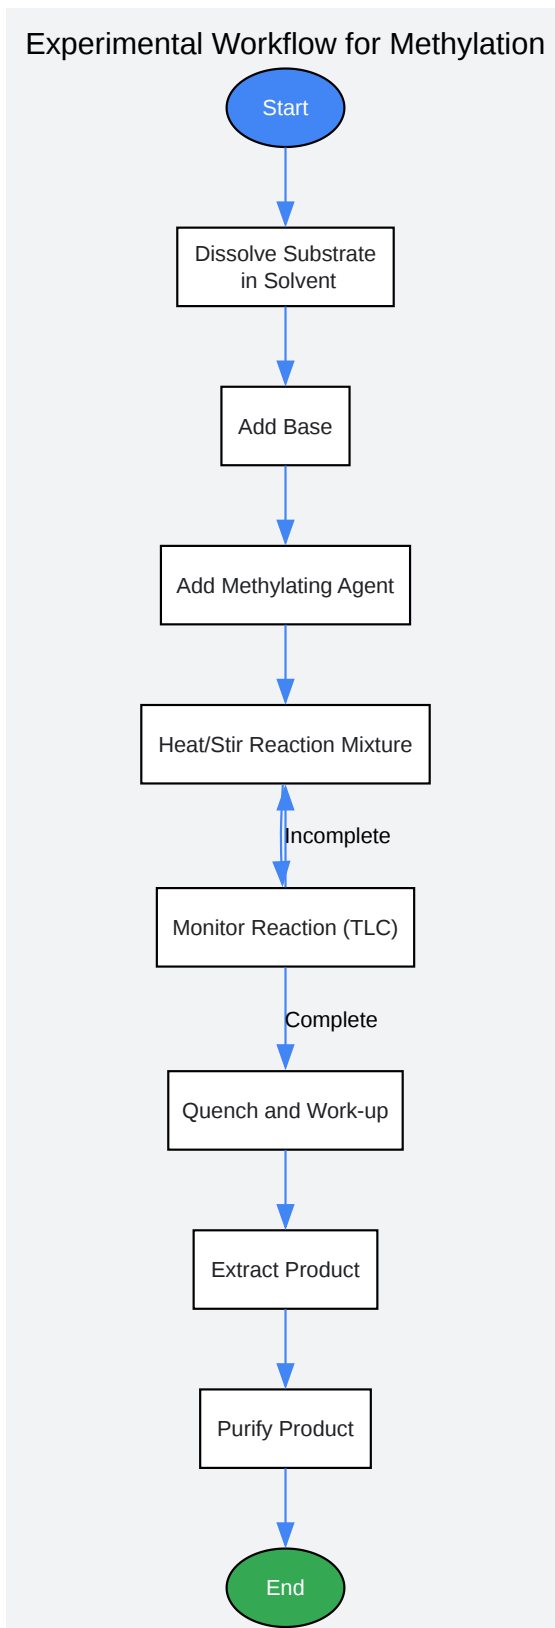 Experimental Workflow for Methylation
Start
Dissolve Substrate
in Solvent
Add Base
Add Methylating Agent
Heat/Stir Reaction Mixture
Incomplete
Monitor Reaction (TLC)
Complete
Quench and Work-up
Extract Product
Purify Product
End